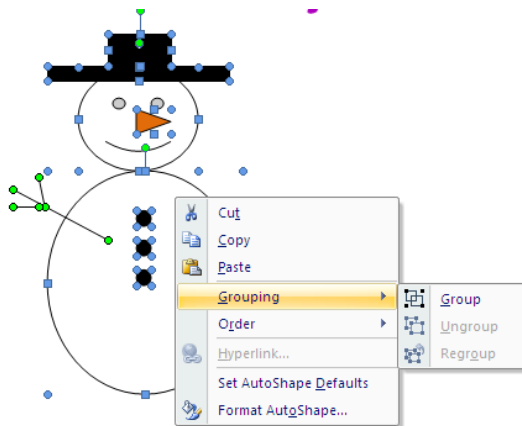 Cut
Copy
Paste
Grouping
Order
Hyperlink...
Set AutoShape Defaults
Format AutoShape...
Group
Ungroup
Regroup